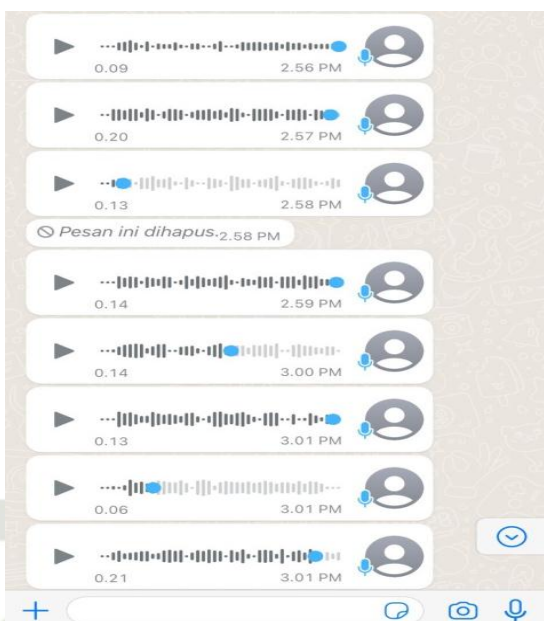 0.09 2.56 PM
0.20 2.57 PM
0.13 2.58 PM
Pesan ini dihapus. 2.58 PM
0.14 2.59 PM
0.14 3.00 PM
0.13 3.01 PM
0.06 3.01 PM
0.21 3.01 PM